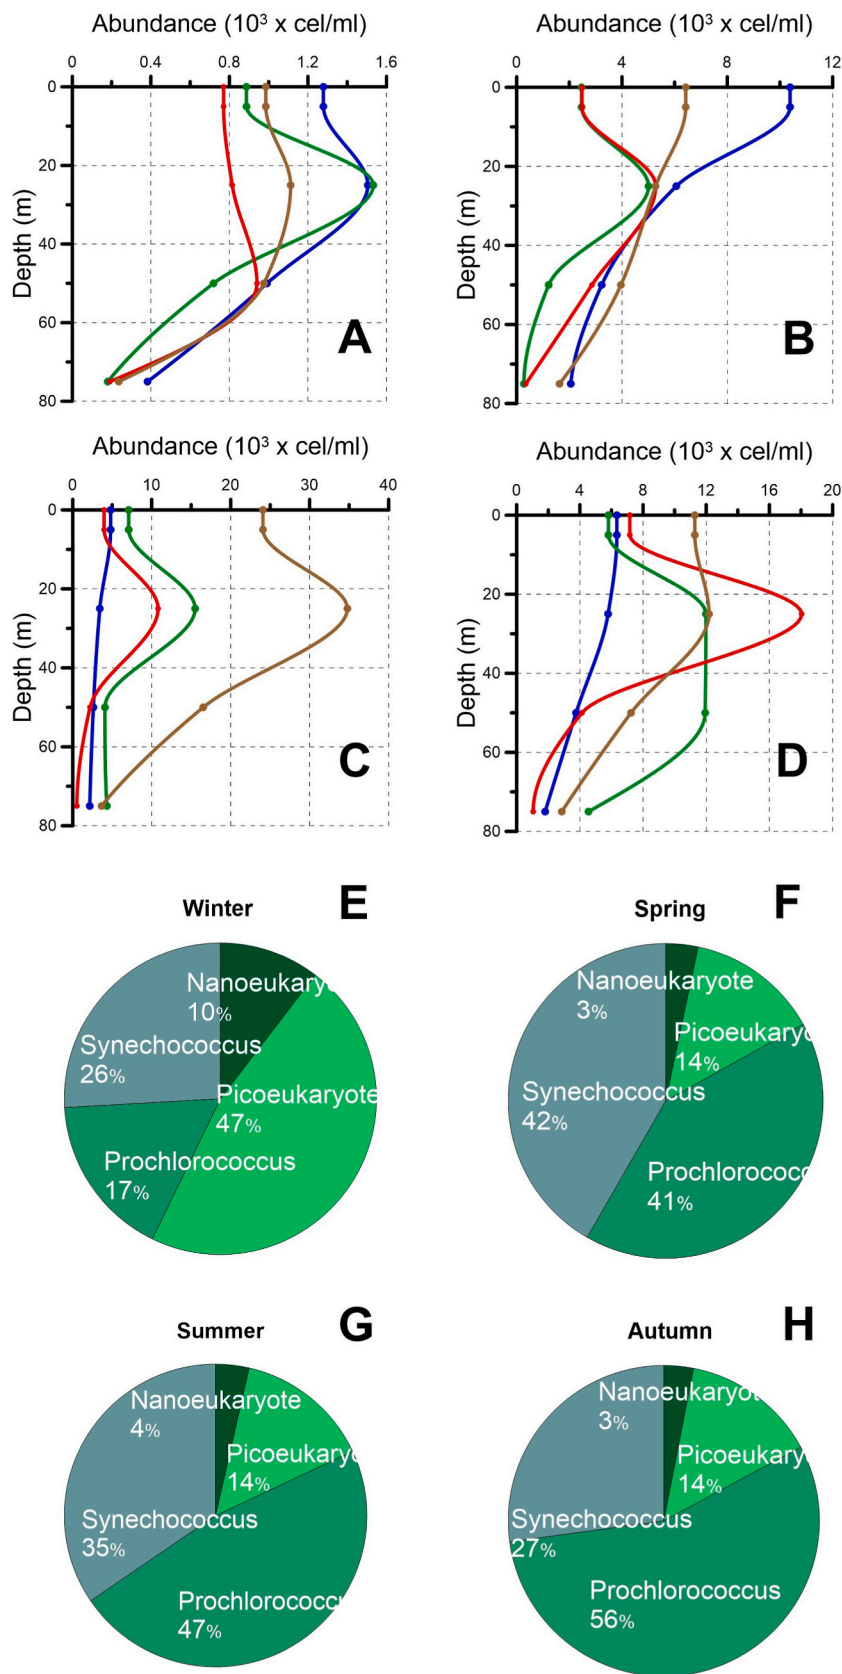 Abundance (10³ x cel/ml)
0 0.4 0.8 1.2 1.6
0
20
40
60
80
Depth (m)
A
Abundance (10³ x cel/ml)
0 4 8 12
0
20
40
60
80
Depth (m)
B
Abundance (10³ x cel/ml)
0 10 20 30 40
0
20
40
60
80
Depth (m)
C
Abundance (10³ x cel/ml)
0 4 8 12 16 20
0
20
40
60
80
Depth (m)
D
Winter
E
Nanoeukaryo
10%
Synechococcus
26%
Picoeukaryote
47%
Prochlorococcus
17%
Spring
F
Nanoeukaryote
3%
Picoeukaryo
14%
Synechococcus
42%
Prochlorococc
41%
Summer
G
Nanoeukaryote
4%
Picoeukaryo
14%
Synechococcus
35%
Prochlorococcu
47%
Autumn
H
Nanoeukaryot
3%
Picoeukaryo
14%
Synechococcus
27%
Prochlorococcus
56%